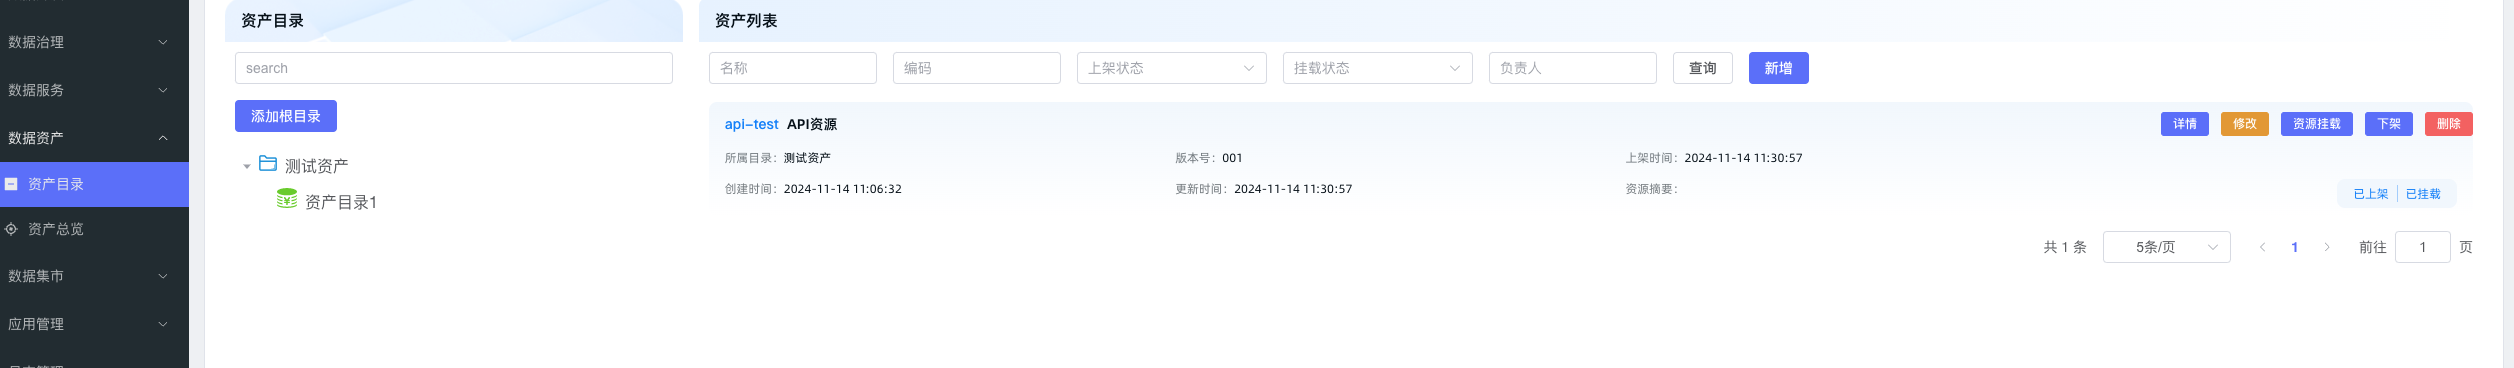 数据治理
数据服务
数据资产
资产目录
资产总览
数据集市
应用管理
资产目录
search
添加根目录
测试资产
资产目录1
资产列表
名称 编码 上架状态 挂载状态 负责人 查询 新增
api-test API资源 详情 修改 资源挂载 下架 删除
所属目录：测试资产 版本号：001 上架时间：2024-11-14 11:30:57
创建时间：2024-11-14 11:06:32 更新时间：2024-11-14 11:30:57 资源摘要：
已上架 已挂载
共 1 条 5条/页 1 前往 1 页